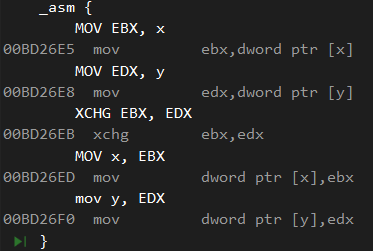 _asm {
MOV EBX, x
00BD26E5 mov ebx,dword ptr [x]
MOV EDX, y
00BD26E8 mov edx,dword ptr [y]
XCHG EBX, EDX
00BD26EB xchg ebx,edx
MOV x, EBX
00BD26ED mov dword ptr [x],ebx
mov y, EDX
00BD26F0 mov dword ptr [y],edx
}